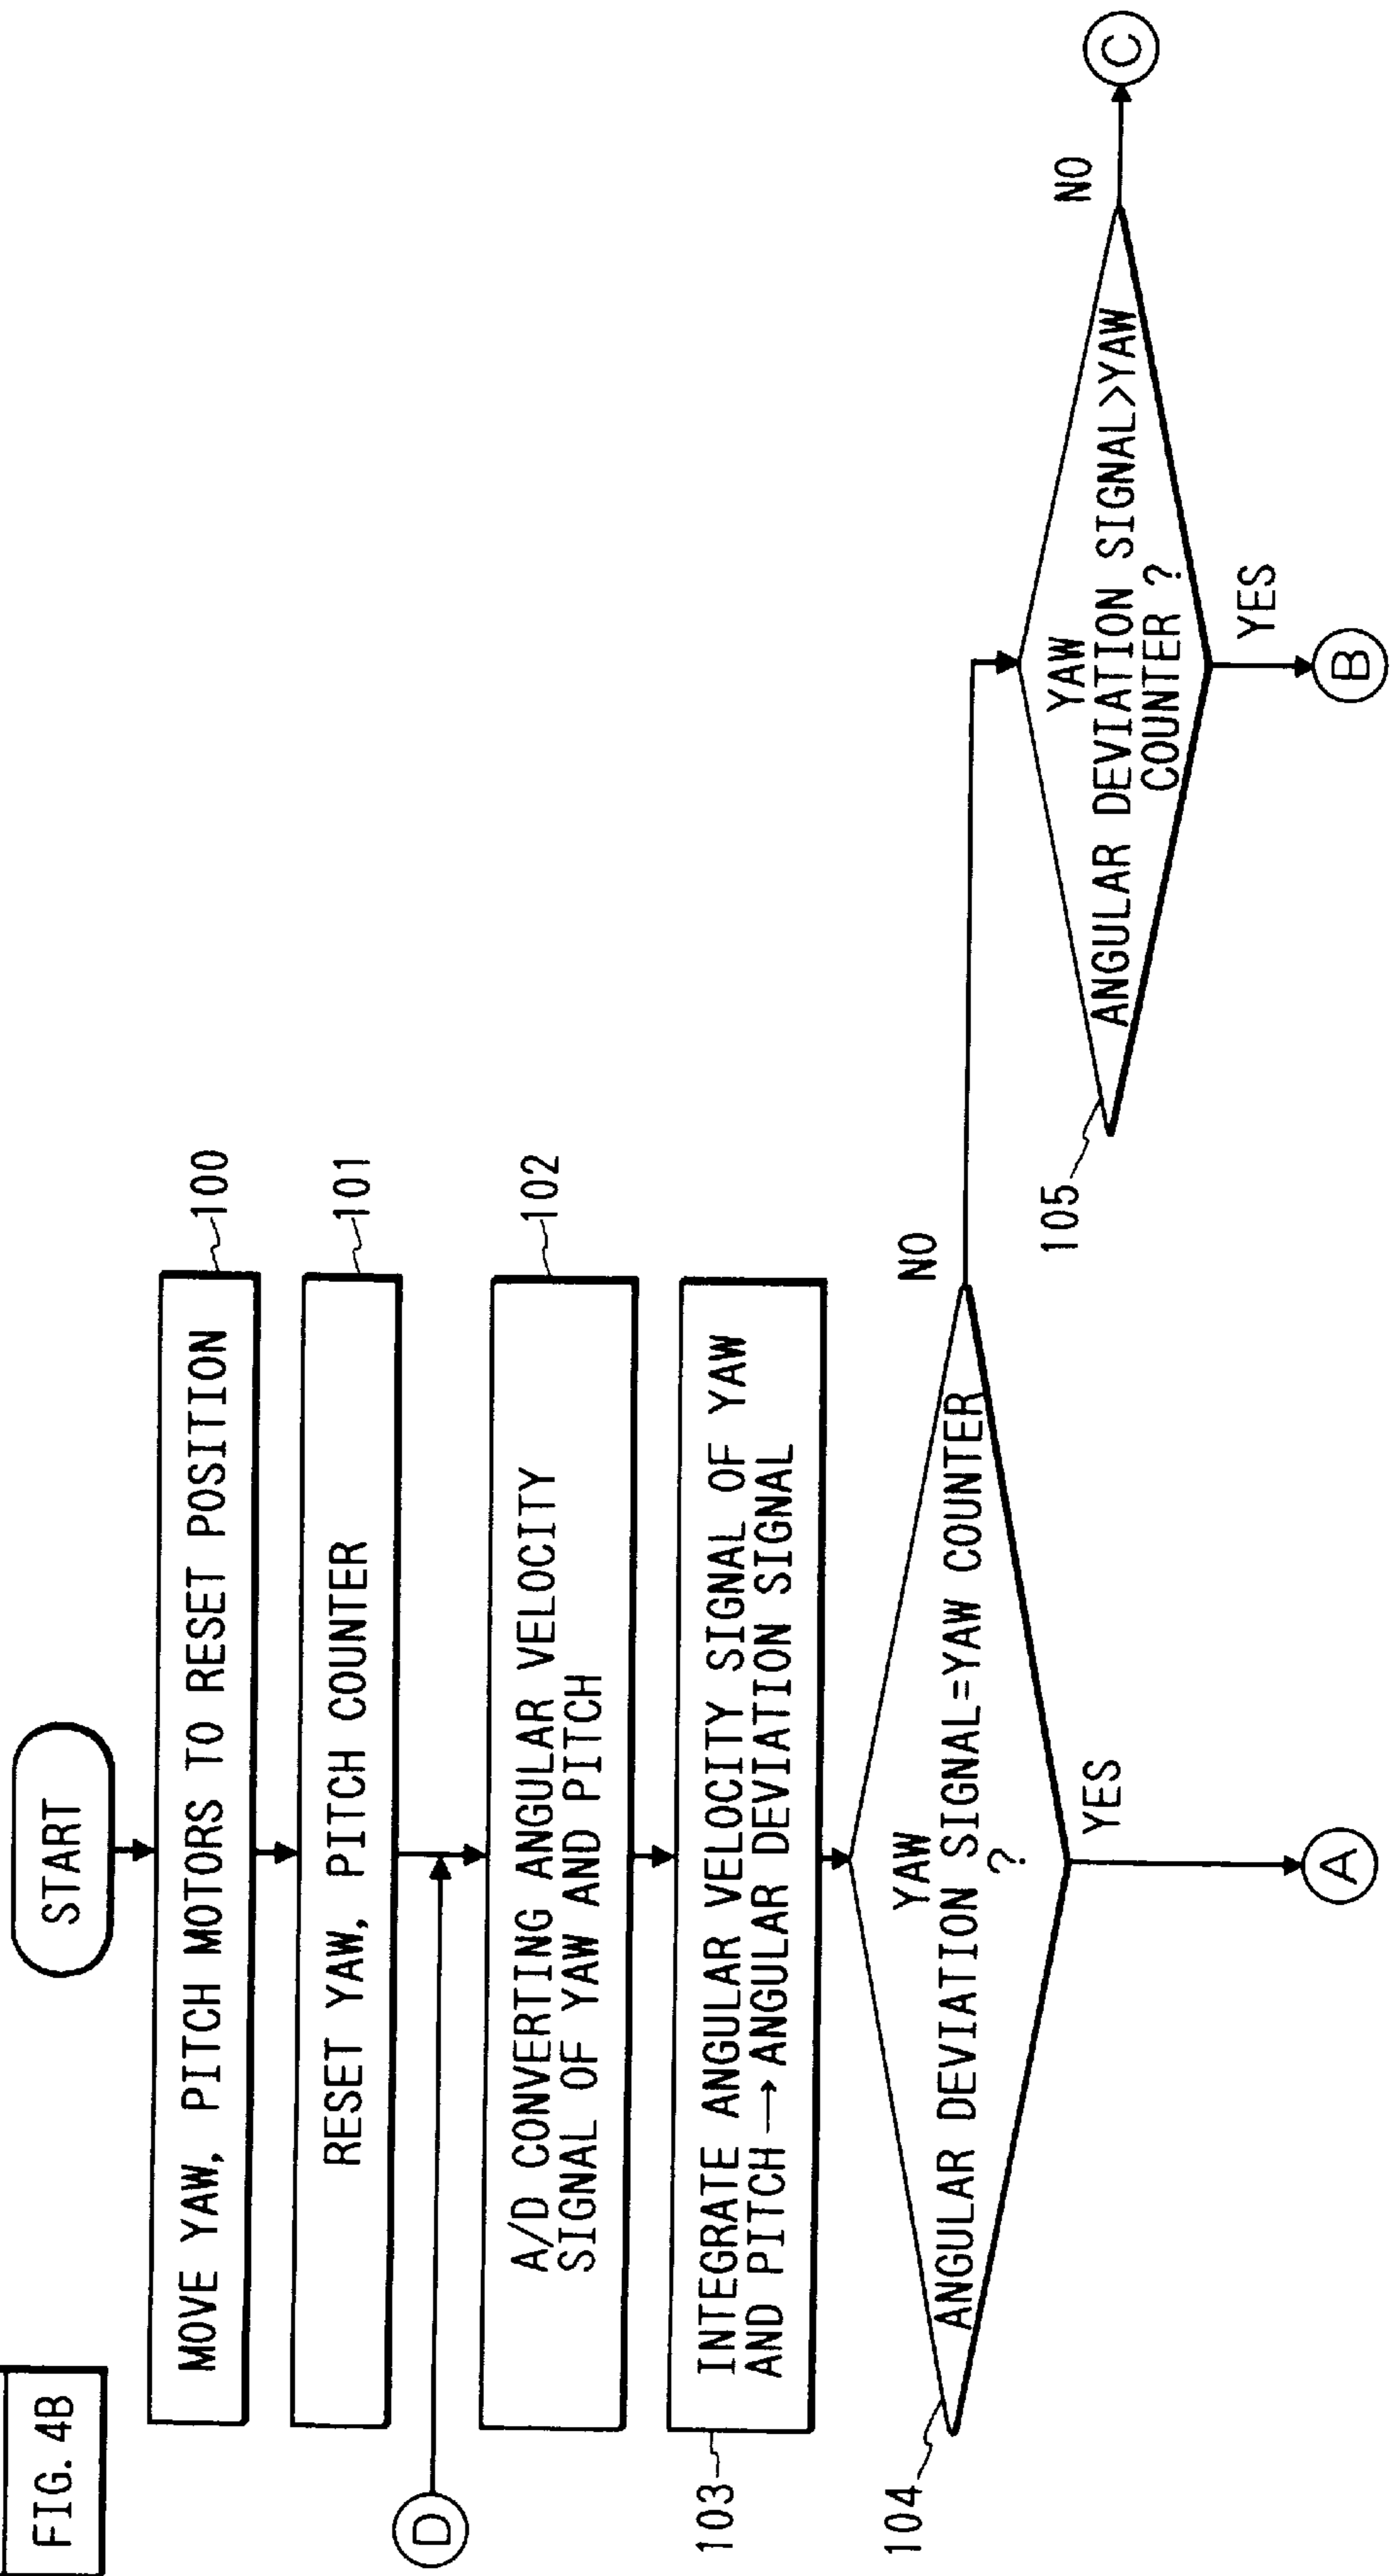 FIG. 4B
START
MOVE YAW, PITCH MOTORS TO RESET POSITION
100
RESET YAW, PITCH COUNTER
101
D
A/D CONVERTING ANGULAR VELOCITY
SIGNAL OF YAW AND PITCH
102
INTEGRATE ANGULAR VELOCITY SIGNAL OF YAW
AND PITCH → ANGULAR DEVIATION SIGNAL
103
YAW
ANGULAR DEVIATION SIGNAL=YAW COUNTER
?
104
NO
YES
A
YAW
ANGULAR DEVIATION SIGNAL>YAW
COUNTER ?
105
NO
C
YES
B